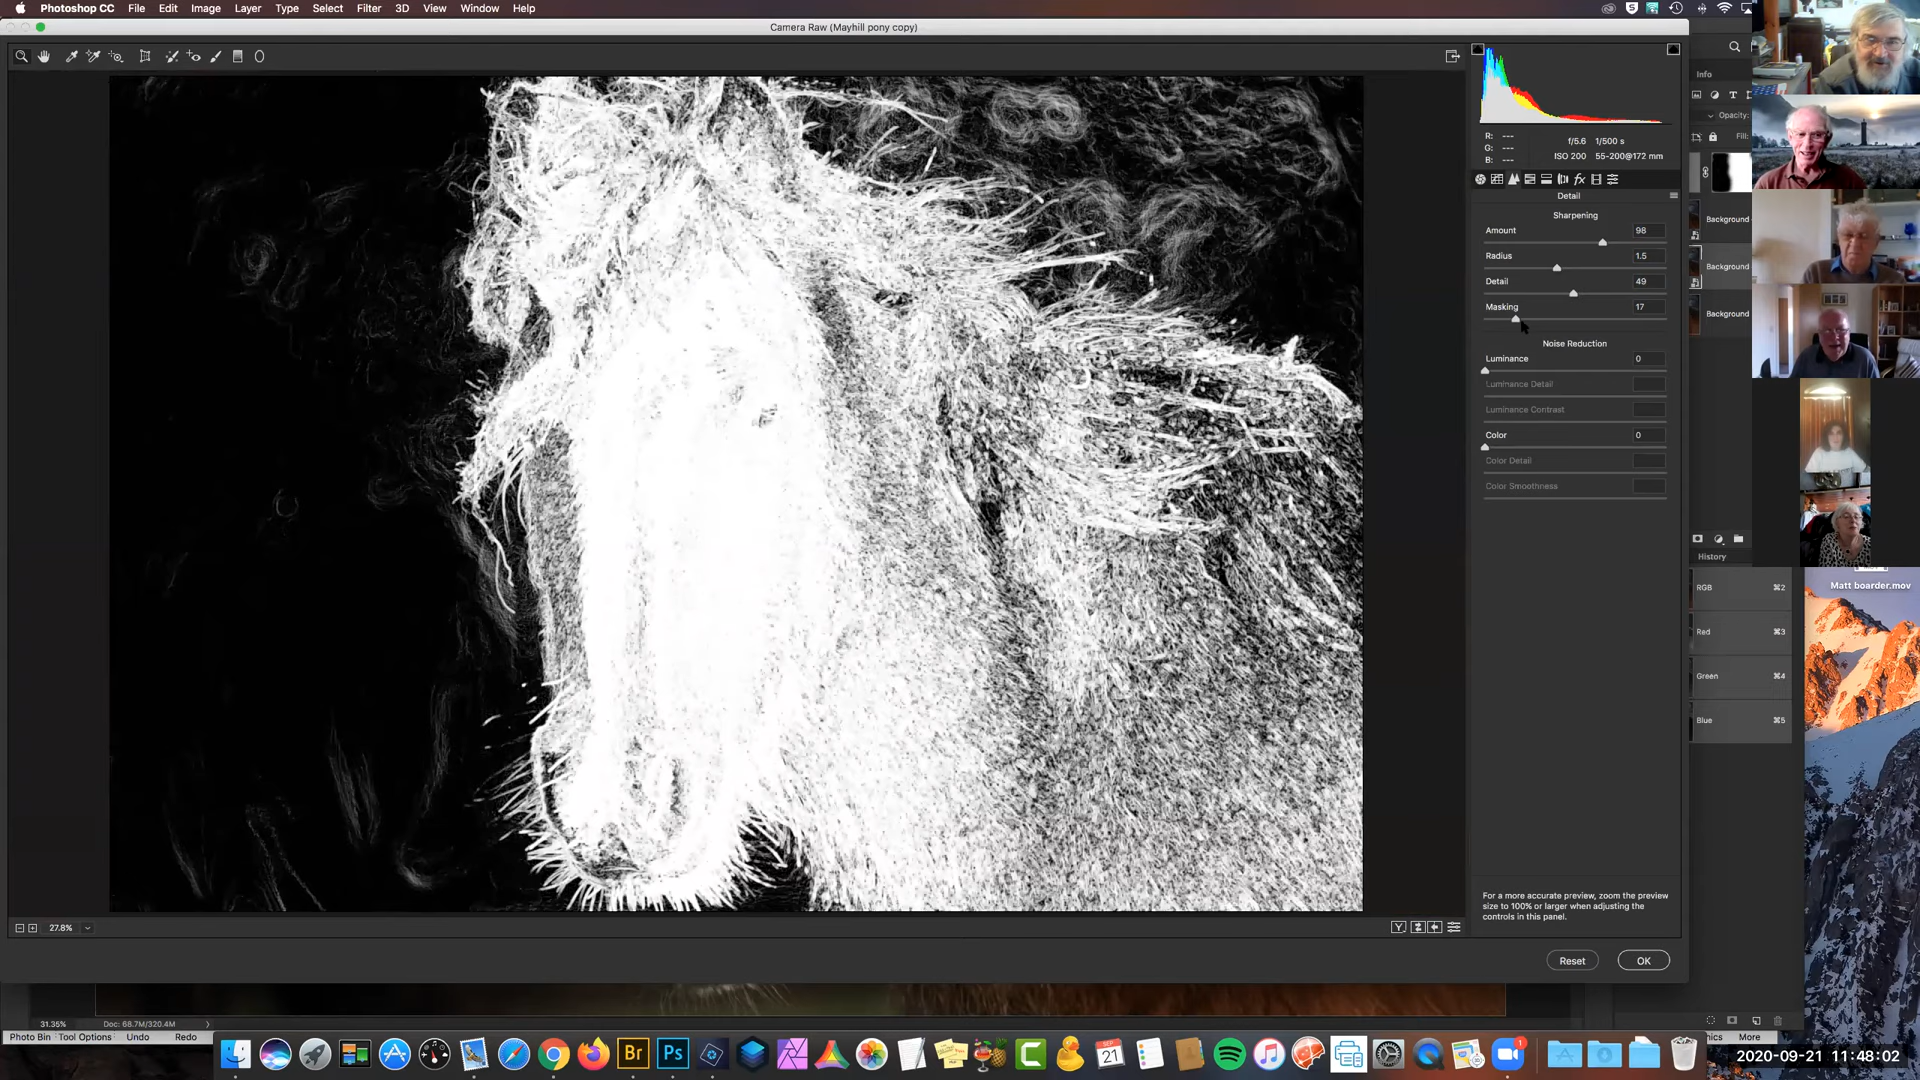 Photoshop CC File Edit Image Layer Type Select Filter 3D View Window Help
Camera Raw (Mayhill pony copy)
Info
R: ---
G: ---
B: ---
f/5.6 1/500 s
ISO 200 55-200@172 mm
Opacity:
Fill:
Detail
Sharpening
Amount 98
Radius 1.5
Detail 49
Masking 17
Noise Reduction
Luminance 0
Luminance Detail
Luminance Contrast
Color 0
Color Detail
Color Smoothness
Background
Background
Background
History
RGB ⌘2
Red ⌘3
Green ⌘4
Blue ⌘5
Matt boarder.mov
For a more accurate preview, zoom the preview
size to 100% or larger when adjusting the
controls in this panel.
27.8%
Reset OK
31.35% Doc: 68.7M/320.4M
Photo Bin Tool Options Undo Redo
More
Br Ps
SEP
21
1
2020-09-21 11:48:02